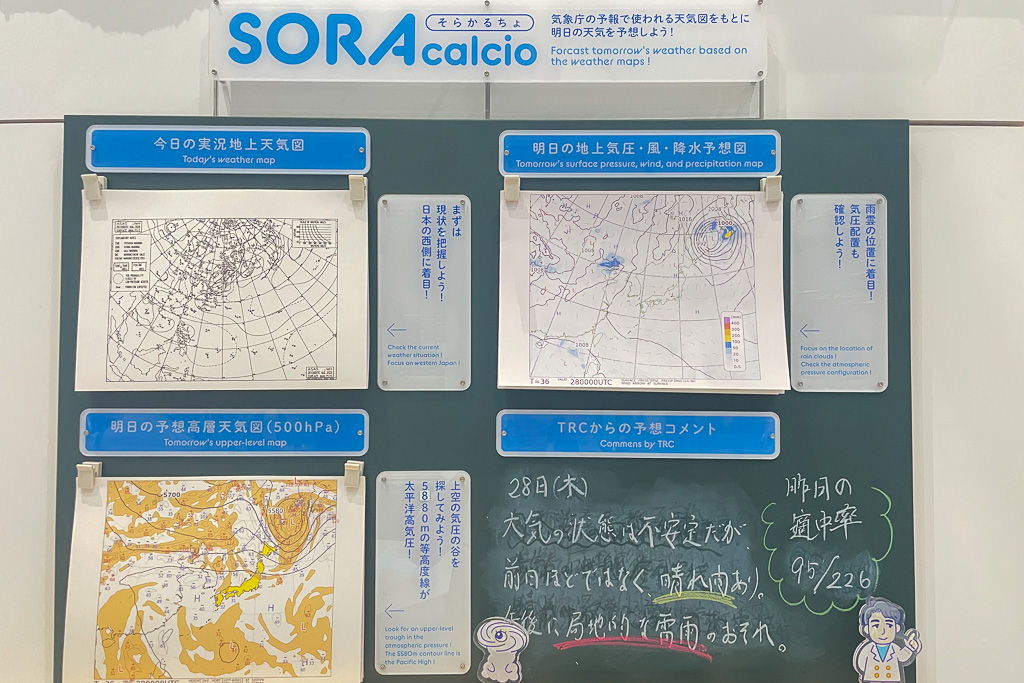 SORA
calcio
そらかるちょ
気象庁の予報で使われる天気図をもとに
明日の天気を予想しよう!
Forcast tomorrow's weather based on
the weather maps !
今日の実況地上天気図
Today's weather map
まずは
現状を把握しよう!
日本の西側に着目!
Check the current
weather situation !
Focus on western Japan !
明日の地上気圧・風・降水予想図
Tomorrow's surface pressure, wind, and precipitation map
T=36
280000UTC
雨雲の位置に着目!
気圧配置も
確認しよう!
Focus on the location of
rain clouds !
Check the atmospheric
pressure configuration !
明日の予想高層天気図(500hPa)
Tomorrow's upper-level map
5700
T=36
280000UTC
上空の気圧の谷を
探してみよう!
5880mの等高度線が
太平洋高気圧!
Look for an upper-level
trough in the
atmospheric pressure !
The 5580m contour line is
the Pacific High !
TRCからの予想コメント
Commens by TRC
28日(木)
大気の状態は不安定だが
前日ほどではなく、晴れ間あり。
午後に局地的な雷雨のおそれ。
昨日の
適中率
95/226